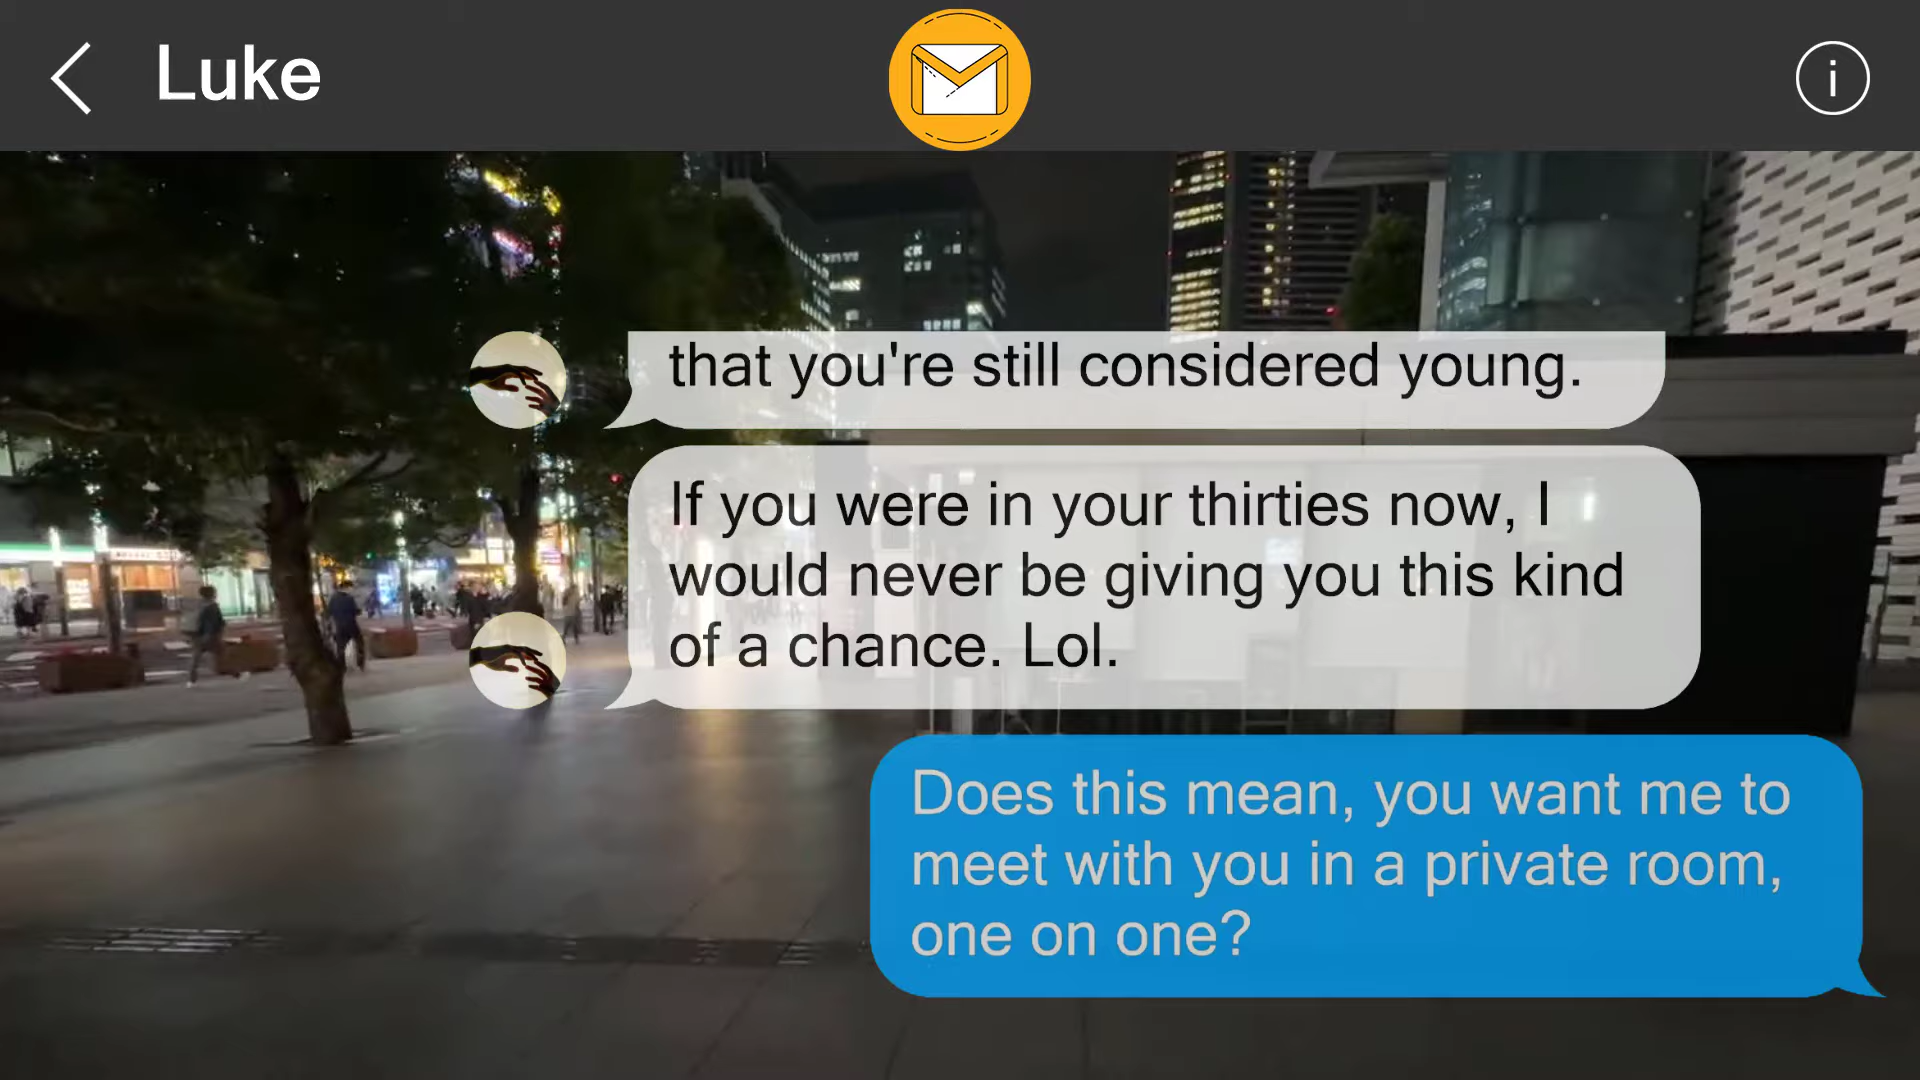 Luke
that you're still considered young.
If you were in your thirties now, I
would never be giving you this kind
of a chance. Lol.
Does this mean, you want me to
meet with you in a private room,
one on one?